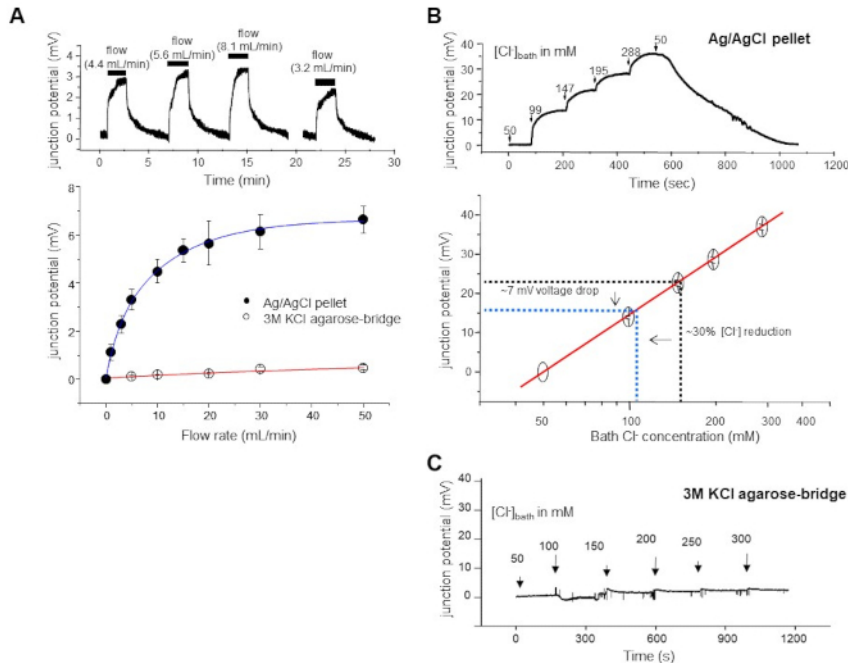 A
flow
(4.4 mL/min)
flow
(5.6 mL/min)
flow
(8.1 mL/min)
flow
(3.2 mL/min)
junction potential (mV)
4
3
2
1
0
0 5 10 15 20 25 30
Time (min)
junction potential (mV)
6
4
2
0
Ag/AgCl pellet
3M KCl agarose-bridge
0 10 20 30 40 50
Flow rate (mL/min)
B
[Cl-]bath in mM
Ag/AgCl pellet
50 99 147 195 288 50
junction potential (mV)
40
30
20
10
0
0 200 400 600 800 1000 1200
Time (sec)
junction potential (mV)
40
30
20
10
0
~7 mV voltage drop
~30% [Cl-] reduction
50 100 200 300 400
Bath Cl- concentration (mM)
C
3M KCl agarose-bridge
[Cl-]bath in mM
50 100 150 200 250 300
junction potential (mV)
40
30
20
10
0
0 300 600 900 1200
Time (s)